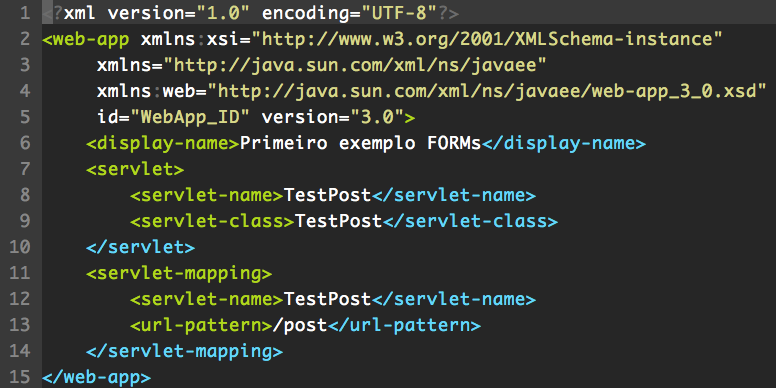 1 <?xml version="1.0" encoding="UTF-8"?>
2 <web-app xmlns:xsi="http://www.w3.org/2001/XMLSchema-instance"
3 xmlns="http://java.sun.com/xml/ns/javaee"
4 xmlns:web="http://java.sun.com/xml/ns/javaee/web-app_3_0.xsd"
5 id="WebApp_ID" version="3.0">
6 <display-name>Primeiro exemplo FORMs</display-name>
7 <servlet>
8 <servlet-name>TestPost</servlet-name>
9 <servlet-class>TestPost</servlet-class>
10 </servlet>
11 <servlet-mapping>
12 <servlet-name>TestPost</servlet-name>
13 <url-pattern>/post</url-pattern>
14 </servlet-mapping>
15 </web-app>